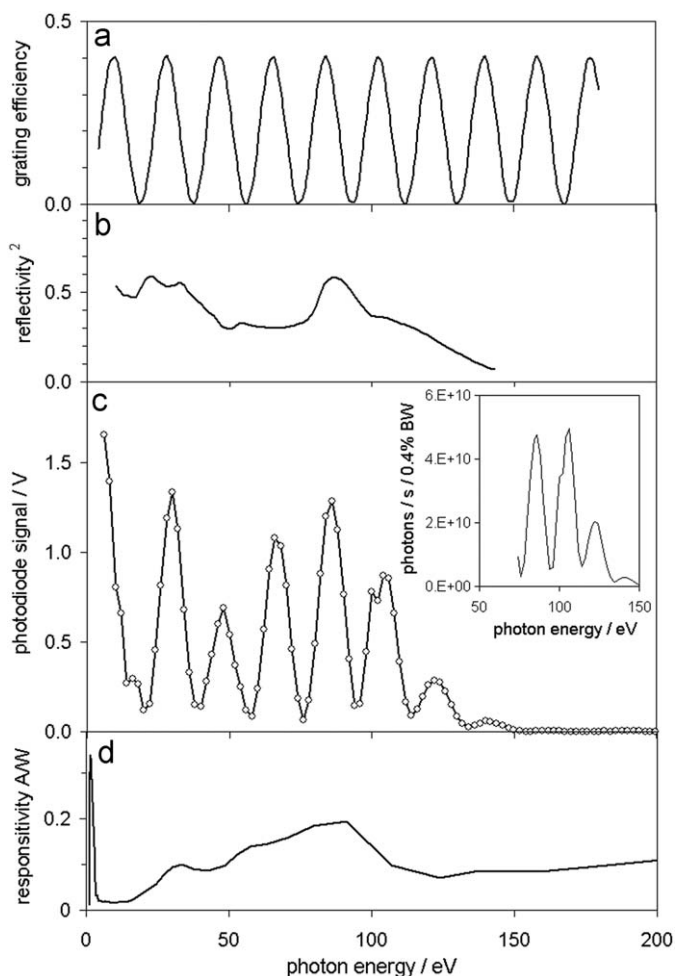 a
grating efficiency
0.5
0.0
b
reflectivity 2
0.5
0.0
c
photodiode signal / V
1.5
1.0
0.5
0.0
photons / s / 0.4% BW
6.E+10
4.E+10
2.E+10
0.E+00
50 100 150
photon energy / eV
d
responsitivity A/W
0.2
0
0 50 100 150 200
photon energy / eV